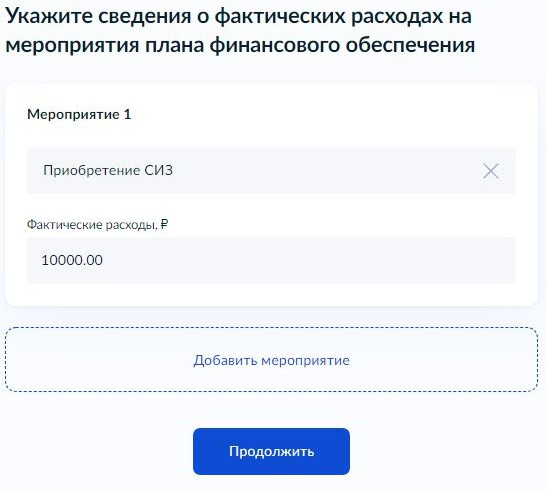 Укажите сведения о фактических расходах на
мероприятия плана финансового обеспечения
Мероприятие 1
Приобретение СИЗ
Фактические расходы, ₽
10000.00
Добавить мероприятие
Продолжить